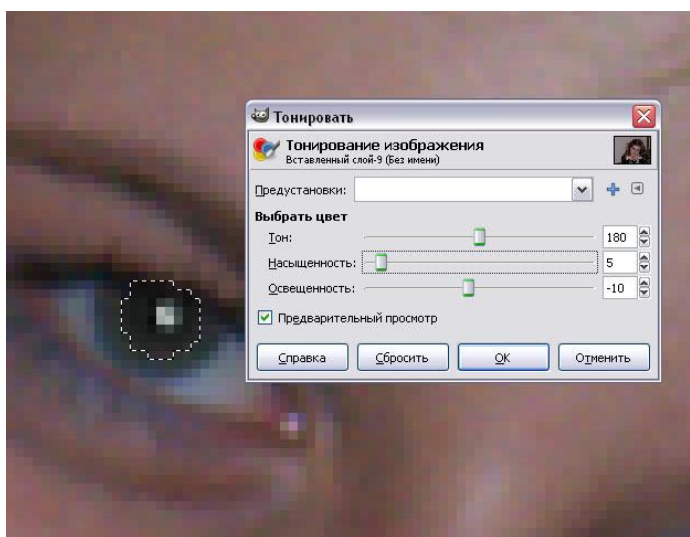 Тонировать
Тонирование изображения
Вставленный слой-9 (Без имени)
Предустановки:
Выбрать цвет
Тон: 180
Насыщенность: 5
Освещенность: -10
Предварительный просмотр
Справка Сбросить OK Отменить